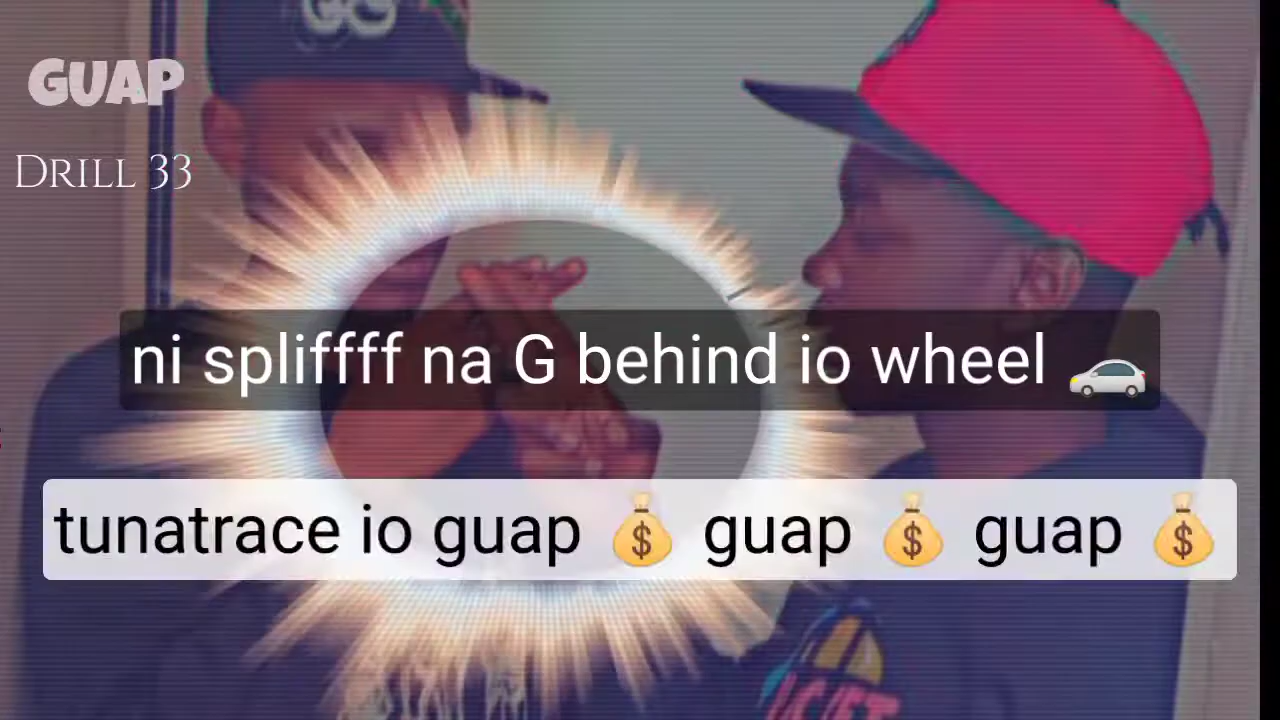 GUAP
DRILL 33
ni spliffff na G behind io wheel 🚗
tunatrace io guap 💰 guap 💰 guap 💰